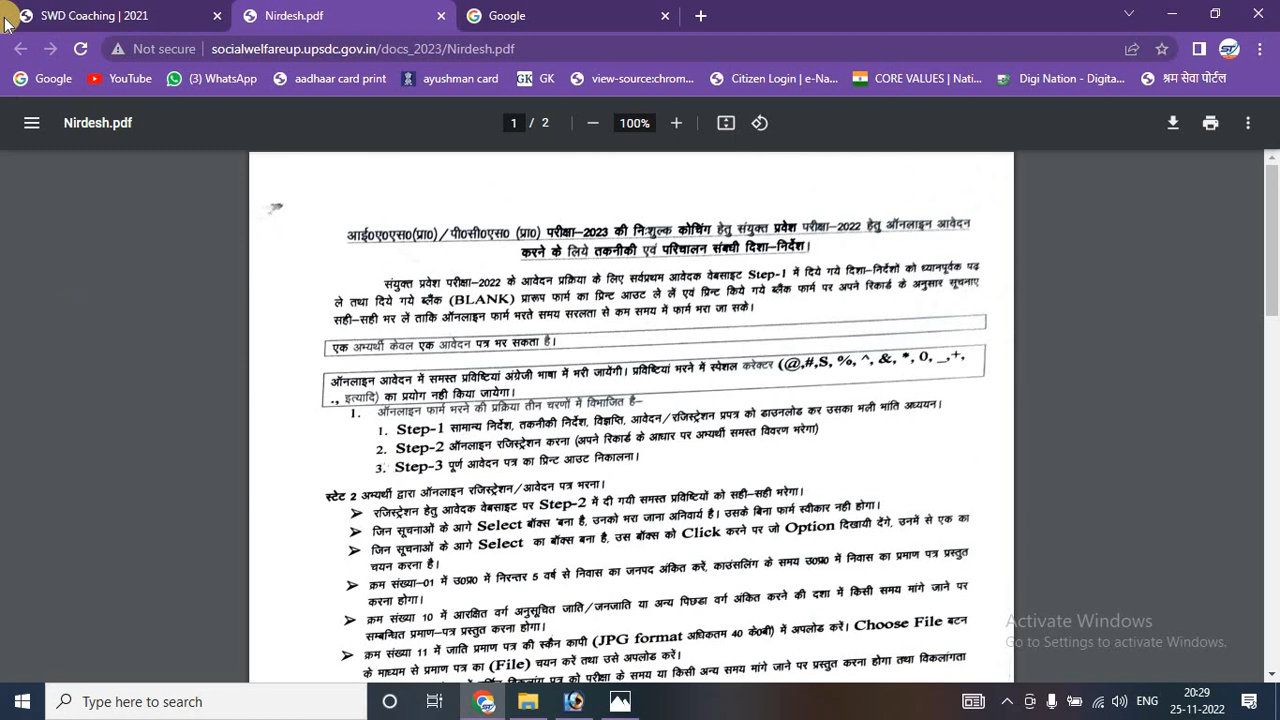 SWD Coaching | 2021
Nirdesh.pdf
Google
Not secure
socialwelfareup.upsdc.gov.in/docs_2023/Nirdesh.pdf
Google
YouTube
(3) WhatsApp
aadhaar card print
ayushman card
GK GK
view-source:chrom...
Citizen Login | e-Na...
CORE VALUES | Nati...
Digi Nation - Digita...
श्रम सेवा पोर्टल
Nirdesh.pdf
1 / 2
100%
आई०ए०एस०(प्रा०)/पी०सी०एस० (प्रा०) परीक्षा-2023 की निःशुल्क कोचिंग हेतु संयुक्त प्रवेश परीक्षा-2022 हेतु ऑनलाइन आवेदन
करने के लिये तकनीकी एवं परिचालन संबधी दिशा-निर्देश।
संयुक्त प्रवेश परीक्षा-2022 के आवेदन प्रक्रिया के लिए सर्वप्रथम आवेदक वेबसाइट Step-1 में दिये गये दिशा-निर्देशों को ध्यानपूर्वक पढ़
ले तथा दिये गये ब्लैंक (BLANK) प्रारूप फार्म का प्रिन्ट आउट ले लें एवं प्रिन्ट किये गये ब्लैक फार्म पर अपने रिकार्ड के अनुसार सूचनाए
सही-सही भर लें ताकि ऑनलाइन फार्म भरते समय सरलता से कम समय में फार्म भरा जा सके।
एक अभ्यर्थी केवल एक आवेदन पत्र भर सकता है।
ऑनलाइन आवेदन में समस्त प्रविष्टियां अंग्रेजी भाषा में भरी जायेंगी। प्रविष्टियां भरने में स्पेशल करेक्टर (@,#,S, %, ^, &, *, 0, _,+,
., इत्यादि) का प्रयोग नही किया जायेगा।
1. ऑनलाइन फार्म भरने की प्रक्रिया तीन चरणों में विभाजित है-
1. Step-1 सामान्य निर्देश, तकनीकी निर्देश, विज्ञप्ति, आवेदन/रजिस्ट्रेशन प्रपत्र को डाउनलोड कर उसका भली भांति अध्ययन।
2. Step-2 ऑनलाइन रजिस्ट्रेशन करना (अपने रिकार्ड के आधार पर अभ्यर्थी समस्त विवरण भरेगा)
3. Step-3 पूर्ण आवेदन पत्र का प्रिन्ट आउट निकालना।
स्टेट 2 अभ्यर्थी द्वारा ऑनलाइन रजिस्ट्रेशन/आवेदन पत्र भरना।
➢ रजिस्ट्रेशन हेतु आवेदक वेबसाइट पर Step-2 में दी गयी समस्त प्रविष्टियों को सही-सही भरेगा।
➢ जिन सूचनाओं के आगे Select बॉक्स बना है, उनको भरा जाना अनिवार्य है। उसके बिना फार्म स्वीकार नही होगा।
➢ जिन सूचनाओं के आगे Select का बॉक्स बना है, उस बॉक्स को Click करने पर जो Option दिखायी देंगे, उनमें से एक का
चयन करना है।
➢ क्रम संख्या-01 में उ०प्र० में निरन्तर 5 वर्ष से निवास का जनपद अंकित करें, काउंसलिंग के समय उ०प्र० में निवास का प्रमाण पत्र प्रस्तुत
करना होगा।
➢ क्रम संख्या 10 में आरक्षित वर्ग अनुसूचित जाति/जनजाति या अन्य पिछडा वर्ग अंकित करने की दशा में किसी समय मांगे जाने पर
सम्बन्धित प्रमाण-पत्र प्रस्तुत करना होगा।
➢ क्रम संख्या 11 में जाति प्रमाण पत्र की स्कैन कापी (JPG format अधिकतम 40 के०बी) में अपलोड करें। Choose File बटन
के माध्यम से प्रमाण पत्र का (File) चयन करें तथा उसे अपलोड करें।
विकलांग पत्र को परीक्षा के समय या किसी अन्य समय मांगे जाने पर प्रस्तुत करना होगा तथा विकलांगता
Activate Windows
Go to Settings to activate Windows.
Type here to search
ENG
20:29
25-11-2022